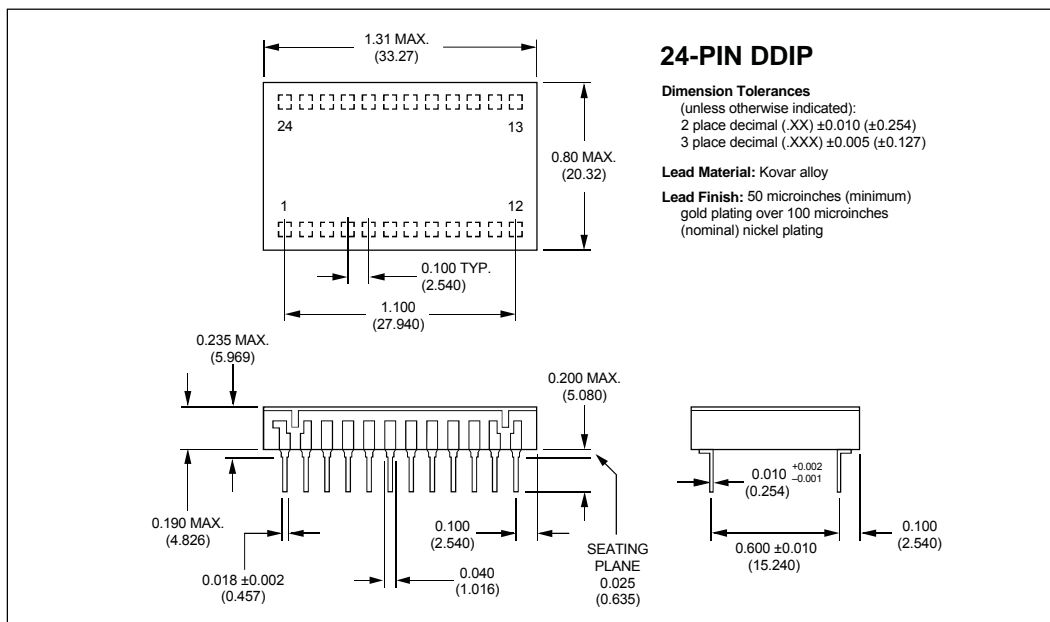 1.31 MAX.
(33.27)
24-PIN DDIP
Dimension Tolerances
(unless otherwise indicated):
2 place decimal (.XX) ±0.010 (±0.254)
3 place decimal (.XXX) ±0.005 (±0.127)
Lead Material: Kovar alloy
Lead Finish: 50 microinches (minimum)
gold plating over 100 microinches
(nominal) nickel plating
24
13
0.80 MAX.
(20.32)
1
12
0.100 TYP.
(2.540)
1.100
(27.940)
0.235 MAX.
(5.969)
0.200 MAX.
(5.080)
0.010 +0.002 –0.001
(0.254)
0.190 MAX.
(4.826)
0.100
(2.540)
SEATING
PLANE
0.025
(0.635)
0.600 ±0.010
(15.240)
0.100
(2.540)
0.018 ±0.002
(0.457)
0.040
(1.016)